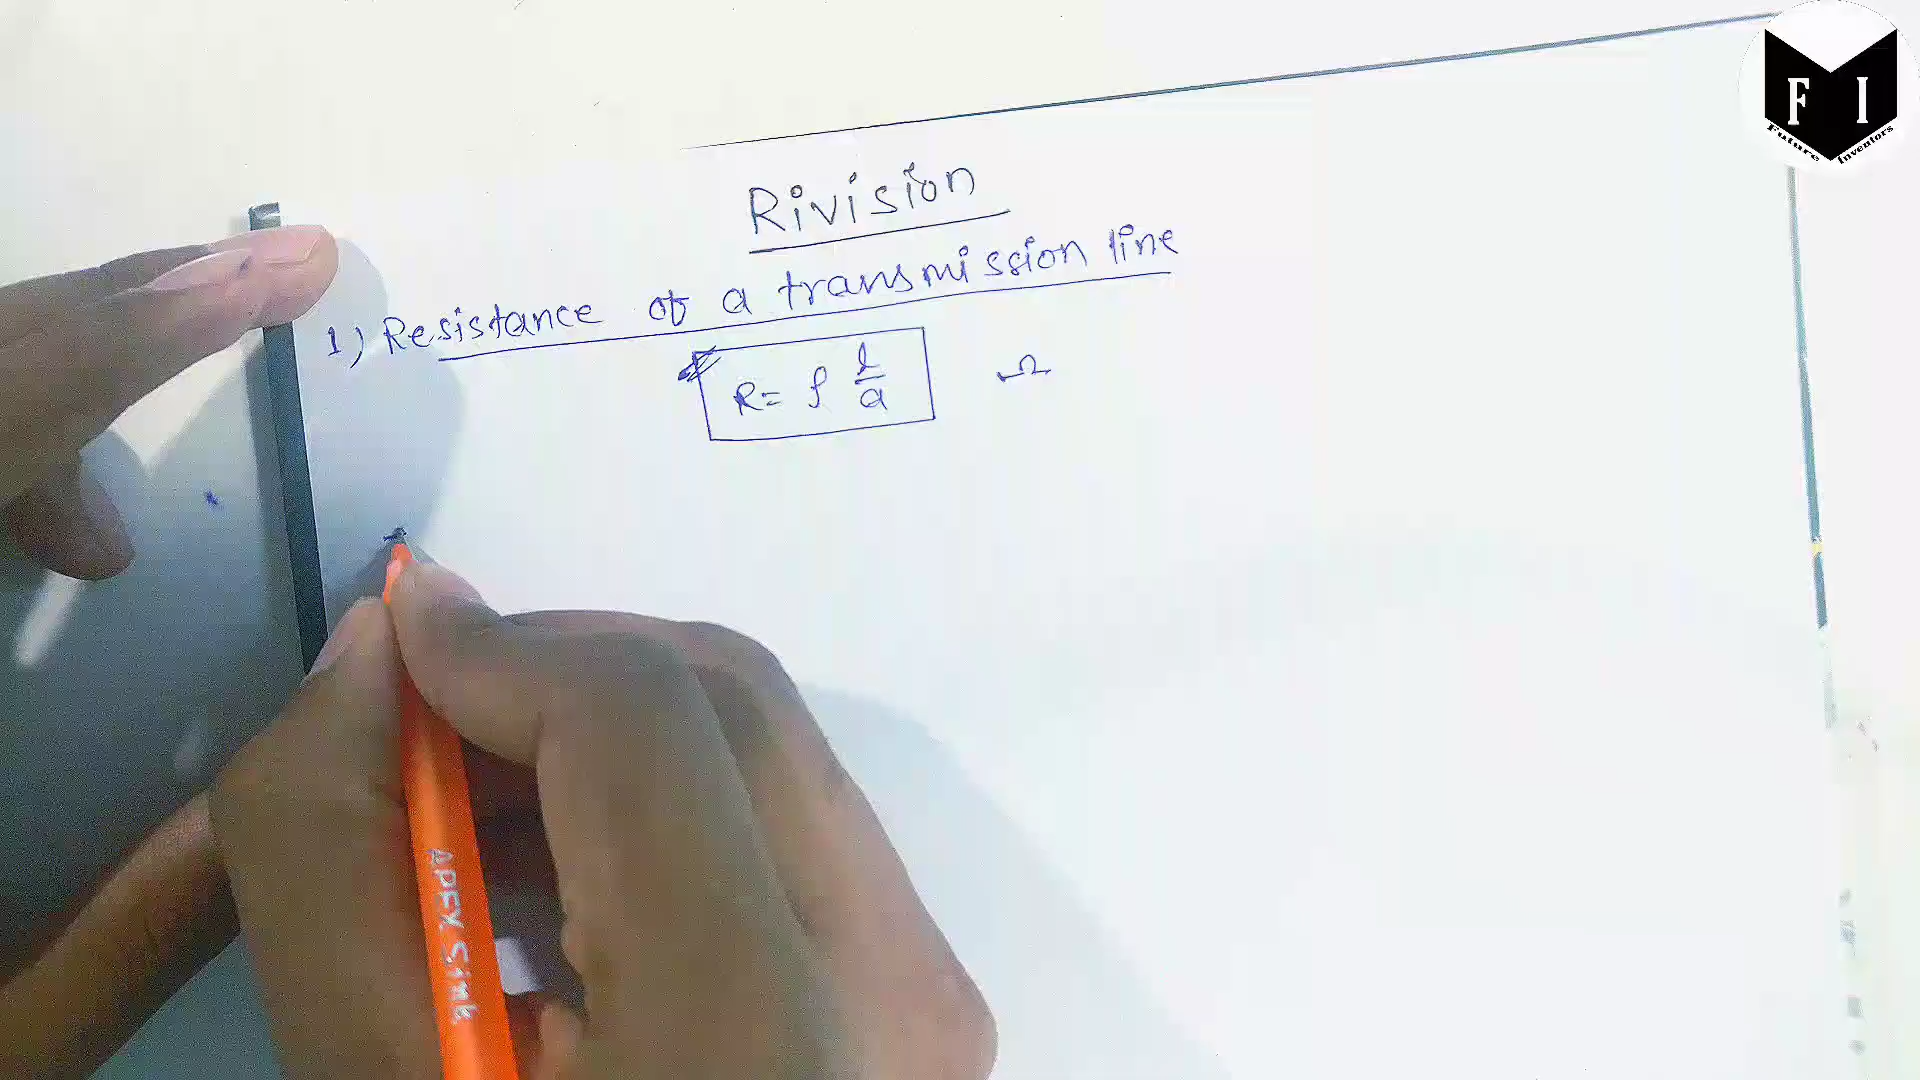 F I
Future Inventors
Rivision
1) Resistance of a transmission line
R = ρ l/a Ω
APEX Sink